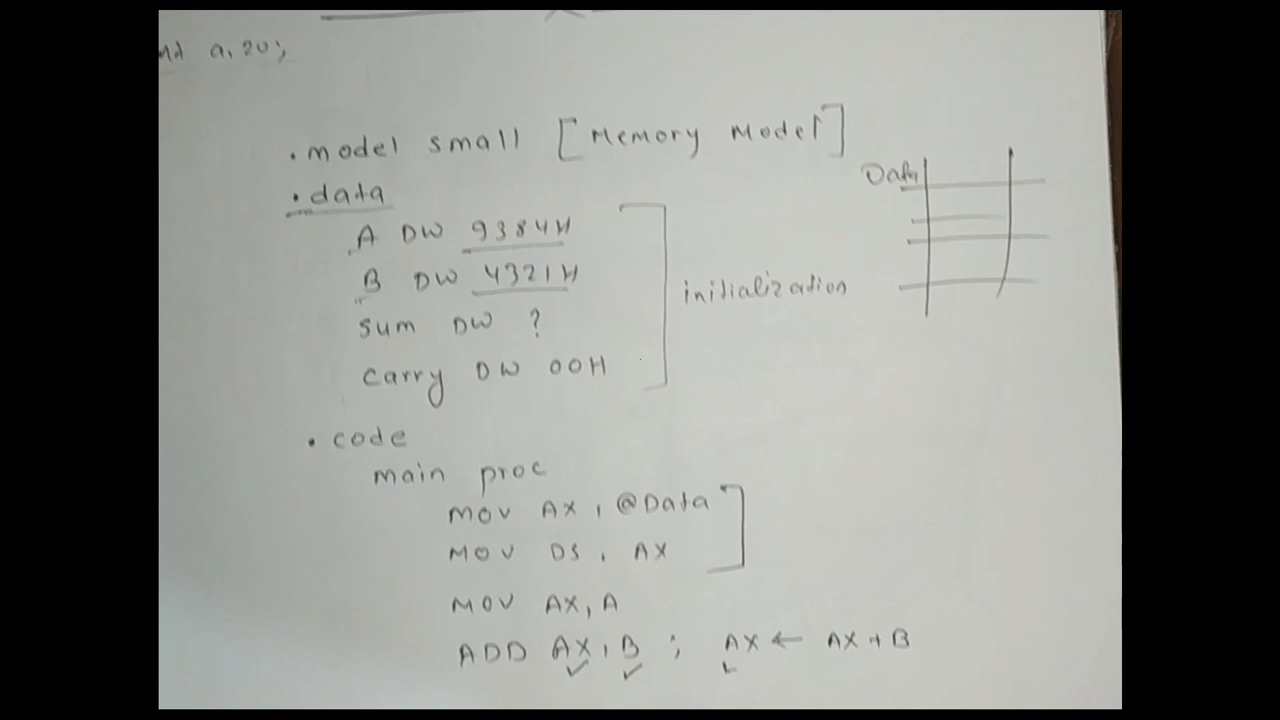 a, 20;
.model small [Memory Model]
.data
Data
A DW 9384H
B DW 4321H
initialization
sum DW ?
carry DW 00H
.code
main proc
MOV AX, @Data
MOV DS, AX
MOV AX, A
ADD AX, B ; AX ← AX + B